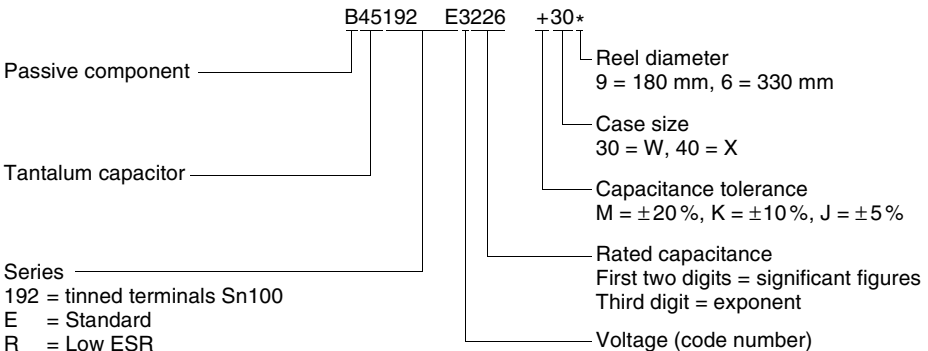 B45192 E3226 +30*
Passive component
Tantalum capacitor
Series
192 = tinned terminals Sn100
E = Standard
R = Low ESR
Reel diameter
9 = 180 mm, 6 = 330 mm
Case size
30 = W, 40 = X
Capacitance tolerance
M = ±20 %, K = ±10 %, J = ±5 %
Rated capacitance
First two digits = significant figures
Third digit = exponent
Voltage (code number)